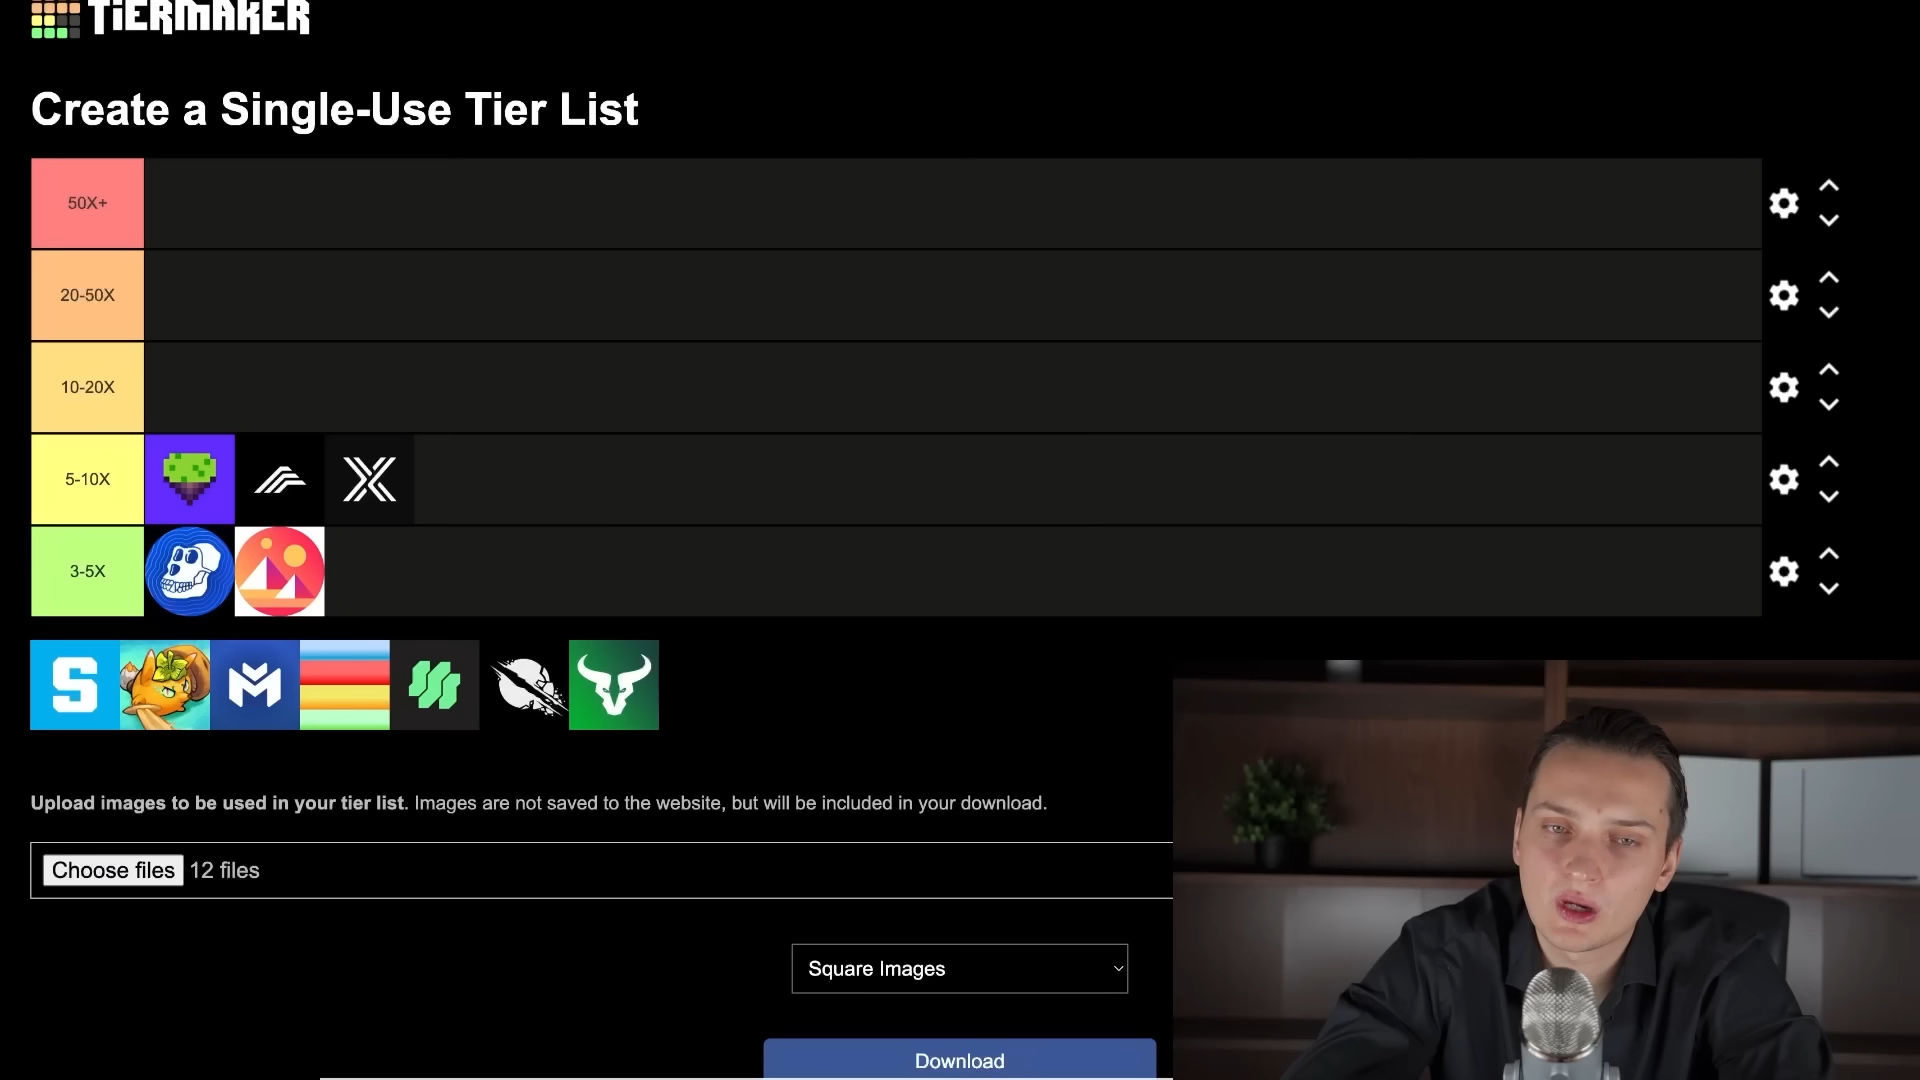 TiERMAKER
Create a Single-Use Tier List
50X+
20-50X
10-20X
5-10X
3-5X
S
Upload images to be used in your tier list. Images are not saved to the website, but will be included in your download.
Choose files 12 files
Square Images
Download